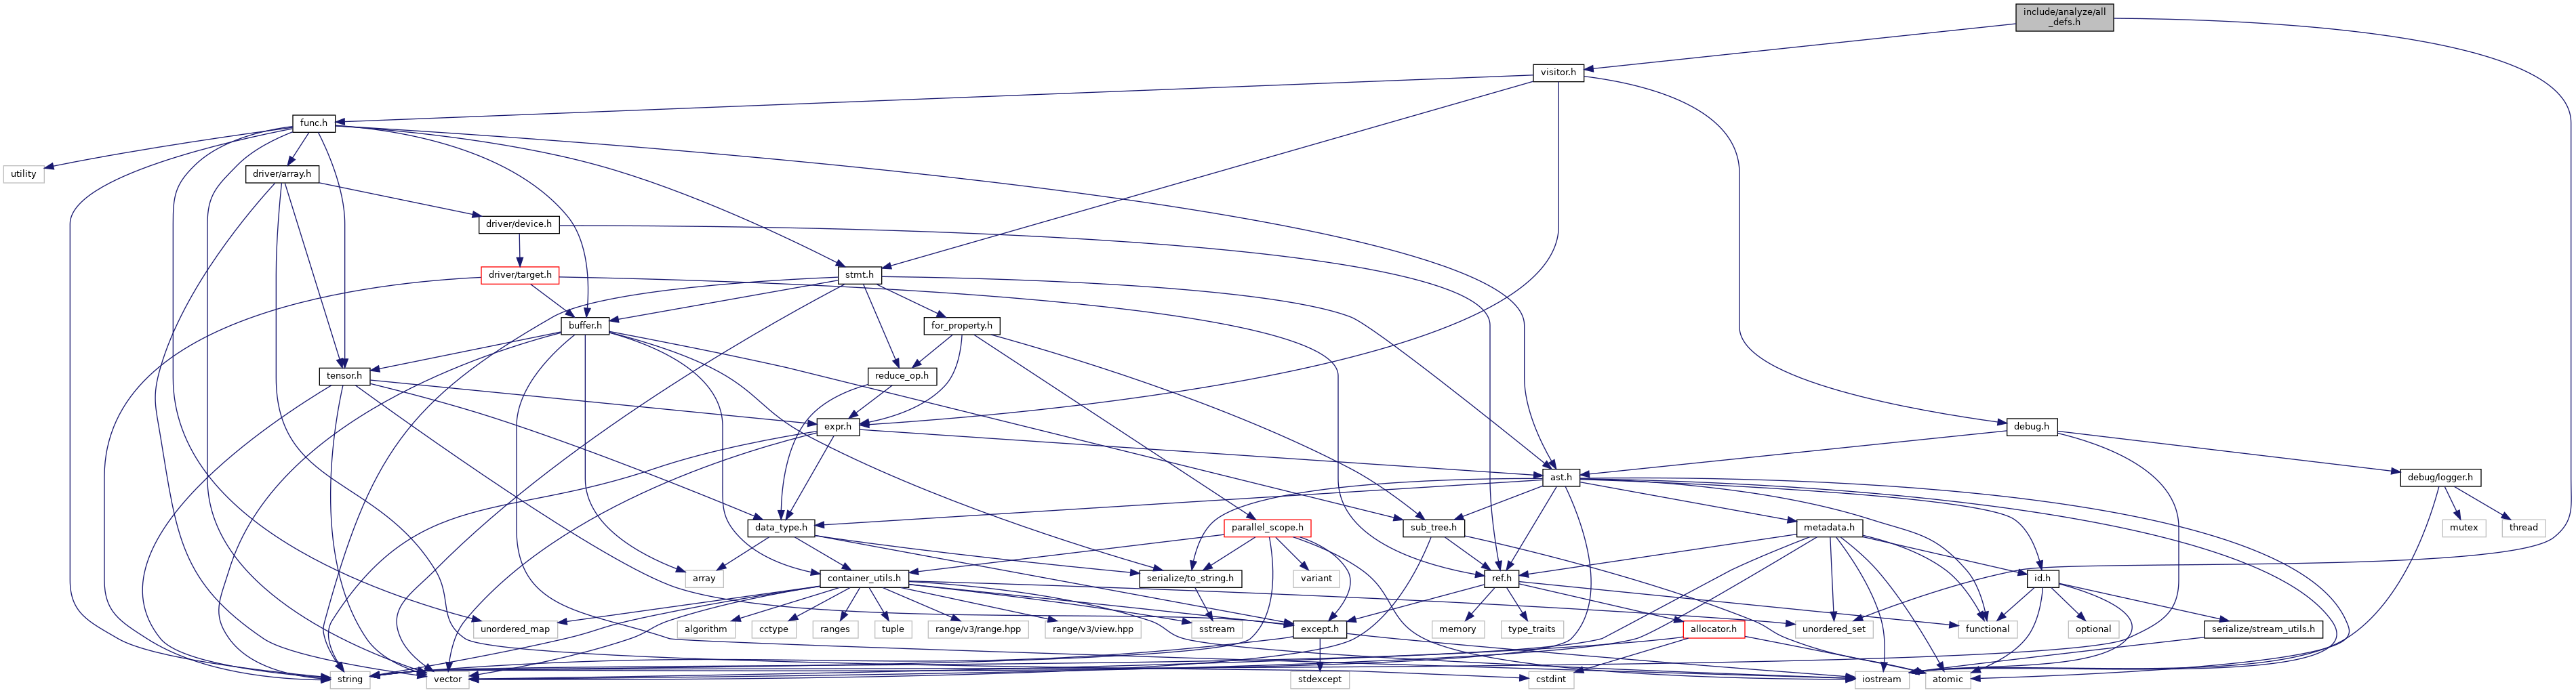 include/analyze/all
_defs.h
visitor.h
func.h
utility
driver/array.h
driver/device.h
driver/target.h
stmt.h
buffer.h
for_property.h
tensor.h
reduce_op.h
expr.h
debug.h
ast.h
debug/logger.h
data_type.h
parallel_scope.h
sub_tree.h
metadata.h
mutex
thread
array
container_utils.h
serialize/to_string.h
variant
ref.h
id.h
unordered_map
algorithm
cctype
ranges
tuple
range/v3/range.hpp
range/v3/view.hpp
sstream
except.h
memory
type_traits
allocator.h
unordered_set
functional
optional
serialize/stream_utils.h
string
vector
stdexcept
cstdint
iostream
atomic